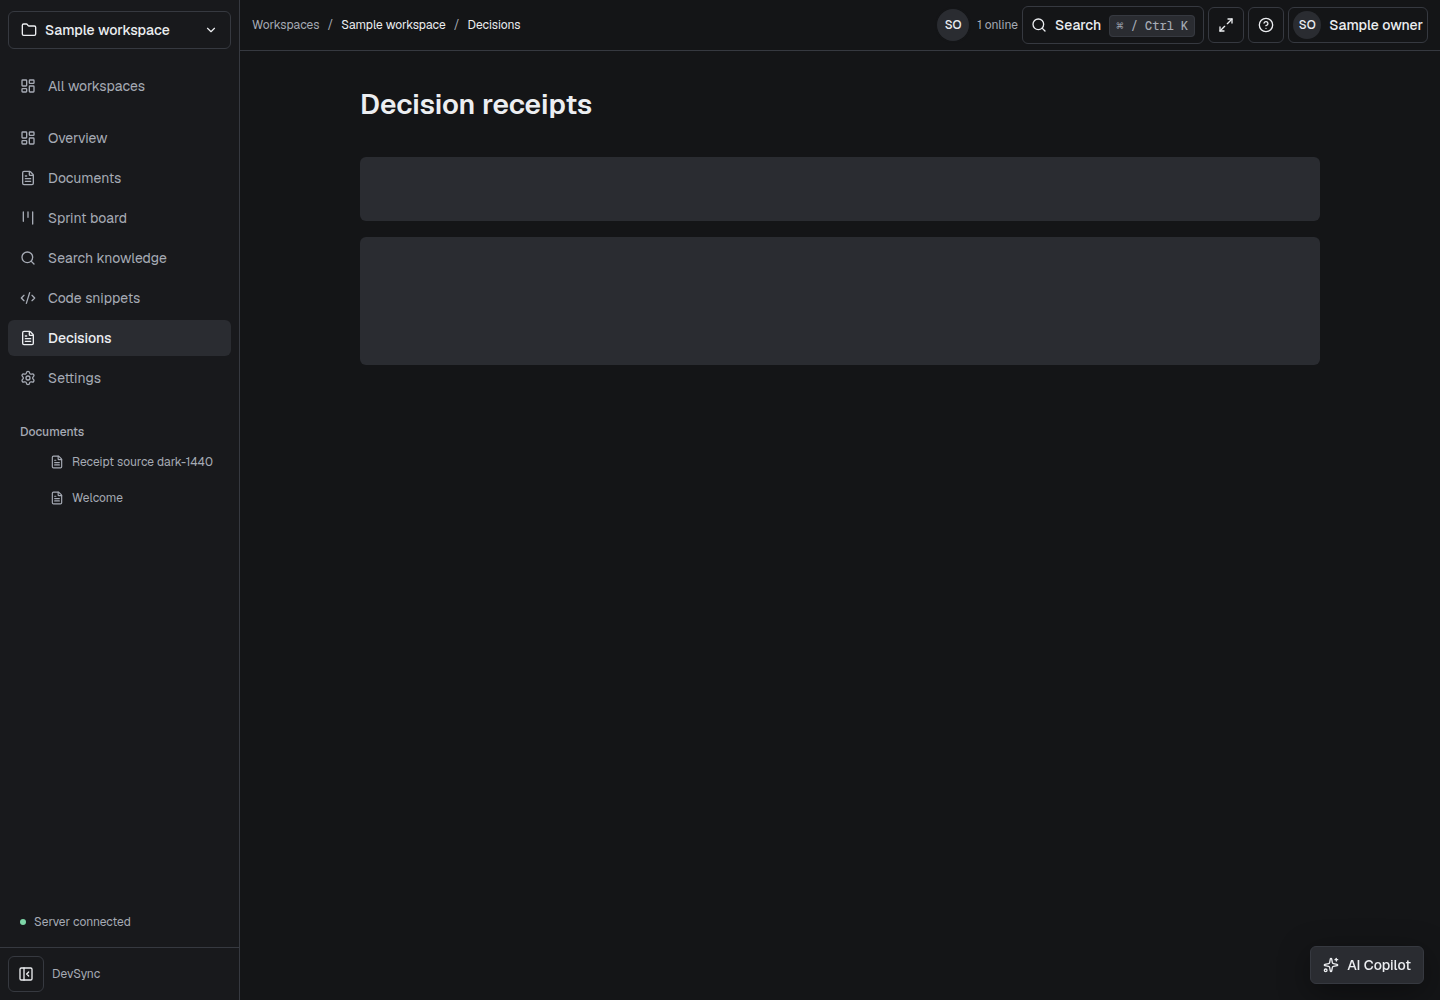 Sample workspace
All workspaces
Overview
Documents
Sprint board
Search knowledge
Code snippets
Decisions
Settings
Documents
Receipt source dark-1440
Welcome
Server connected
DevSync
Workspaces / Sample workspace / Decisions
SO 1 online Search ⌘ / Ctrl K SO Sample owner
Decision receipts
AI Copilot